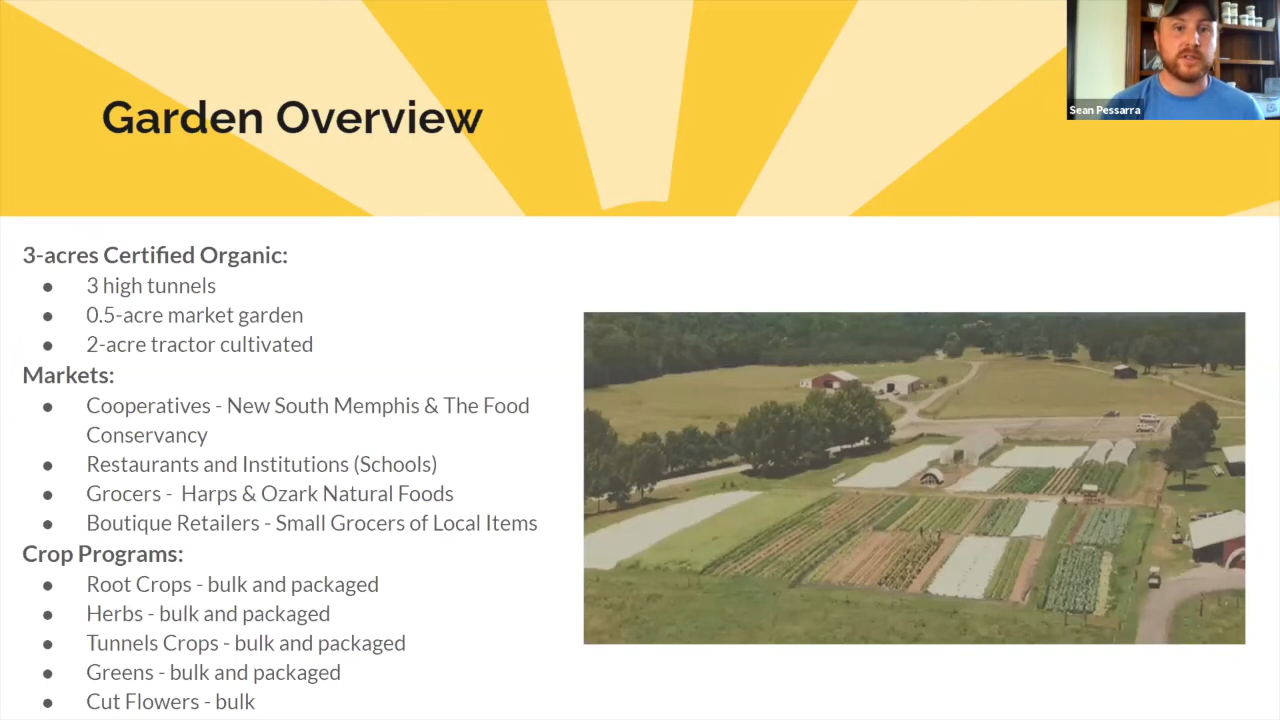 Garden Overview
Sean Pessarra
3-acres Certified Organic:
● 3 high tunnels
● 0.5-acre market garden
● 2-acre tractor cultivated
Markets:
● Cooperatives - New South Memphis & The Food
Conservancy
● Restaurants and Institutions (Schools)
● Grocers - Harps & Ozark Natural Foods
● Boutique Retailers - Small Grocers of Local Items
Crop Programs:
● Root Crops - bulk and packaged
● Herbs - bulk and packaged
● Tunnels Crops - bulk and packaged
● Greens - bulk and packaged
● Cut Flowers - bulk